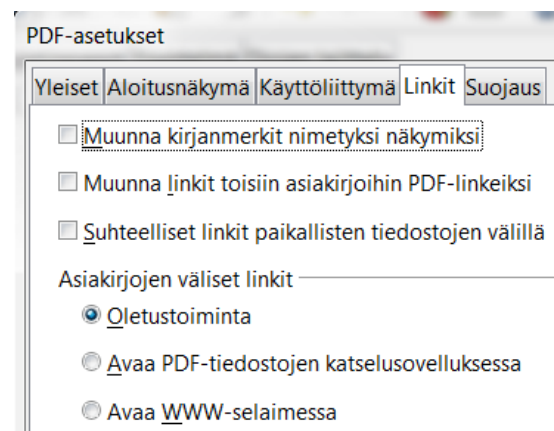 PDF-asetukset
Yleiset Aloitusnäkymä Käyttöliittymä Linkit Suojaus
Muunna kirjanmerkit nimetyksi näkymiksi
Muunna linkit toisiin asiakirjoihin PDF-linkeiksi
Suhteelliset linkit paikallisten tiedostojen välillä
Asiakirjojen väliset linkit
Oletustoiminta
Avaa PDF-tiedostojen katselusovelluksessa
Avaa WWW-selaimessa